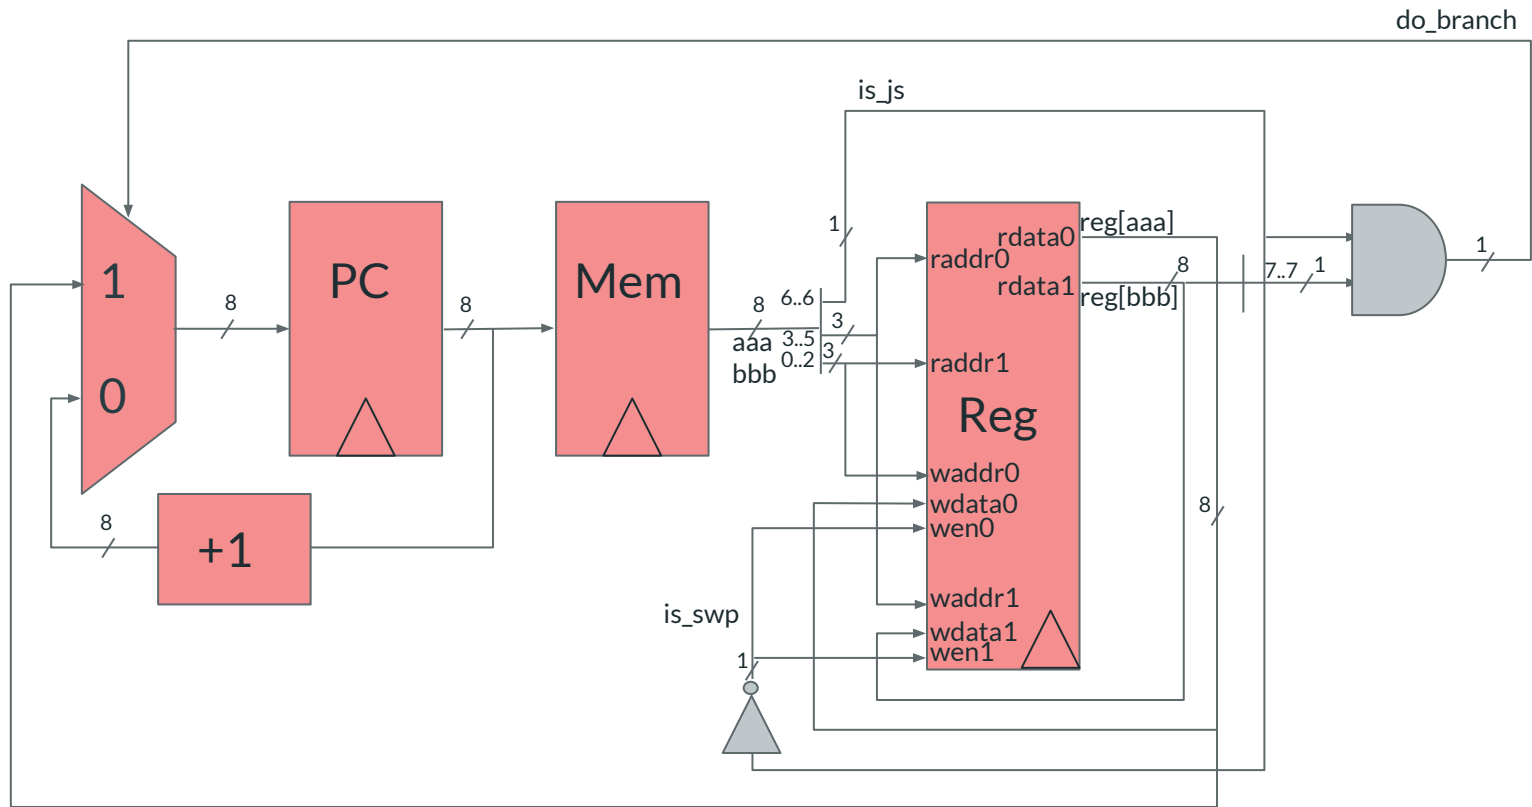 do_branch
is_js
1
0
8
PC
8
Mem
8
aaa
bbb
1
6..6
3
3..5
3
0..2
rdata0
raddr0
rdata1
raddr1
Reg
waddr0
wdata0
wen0
waddr1
wdata1
wen1
reg[aaa]
8
reg[bbb]
7..7
1
1
8
8
+1
is_swp
1